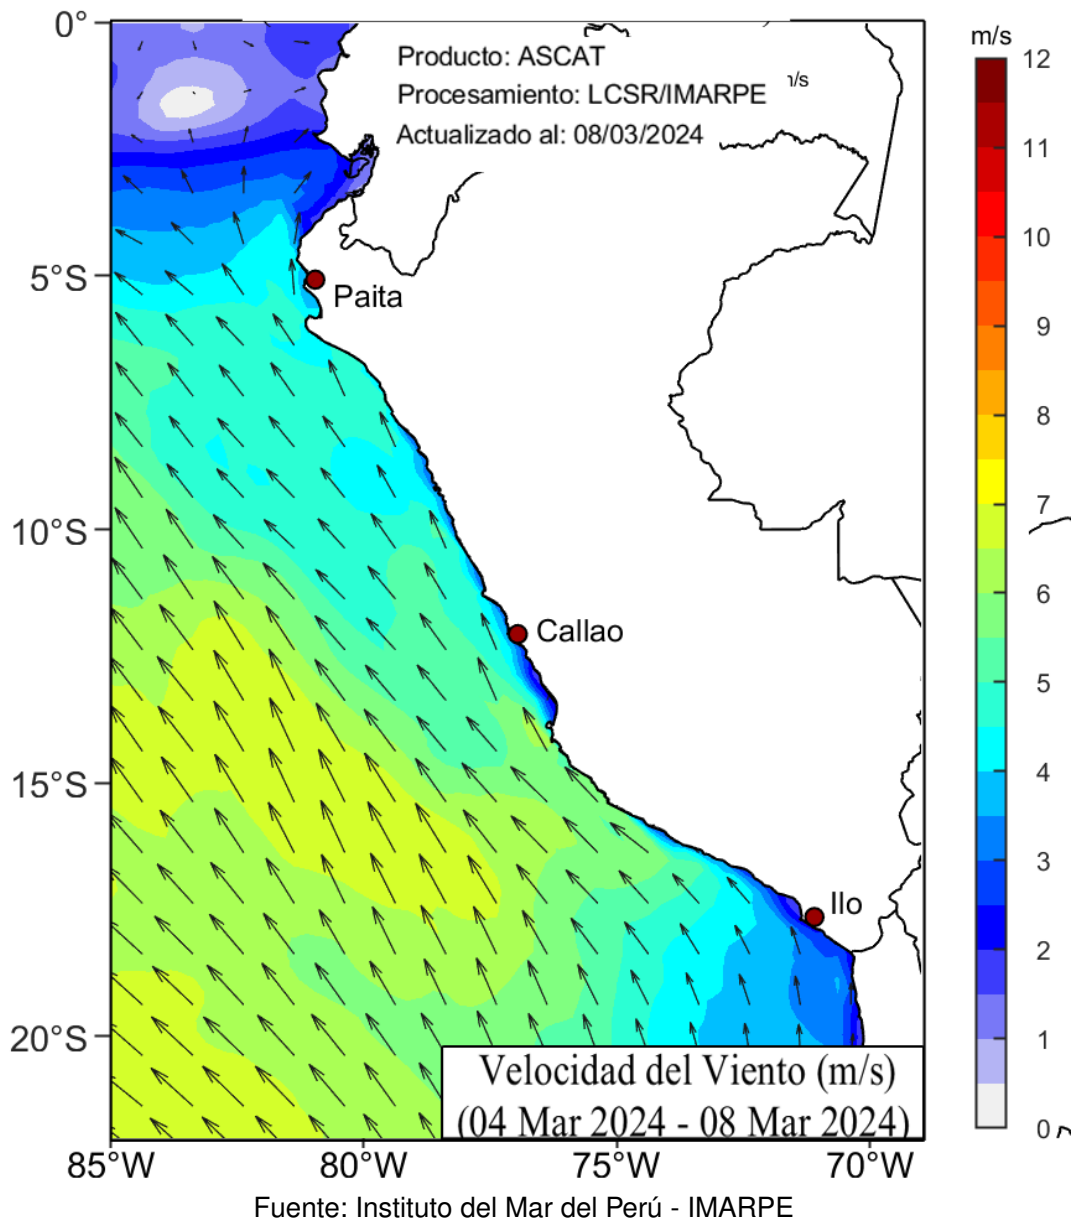 0°
m/s
12
Producto: ASCAT
Procesamiento: LCSR/IMARPE
Actualizado al: 08/03/2024
11
10
5°S
Paita
9
8
7
10°S
6
Callao
5
15°S
4
3
Ilo
2
20°S
1
Velocidad del Viento (m/s)
(04 Mar 2024 - 08 Mar 2024)
0
85°W
80°W
75°W
70°W
Fuente: Instituto del Mar del Perú - IMARPE